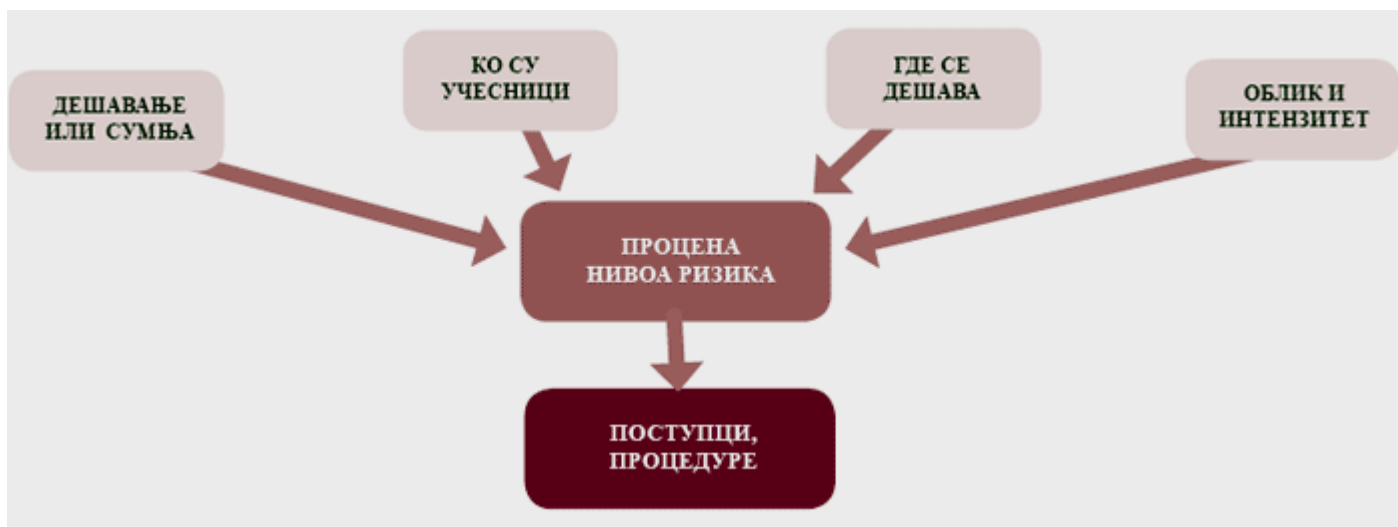 ДЕШАВАЊЕ
ИЛИ СУМЊА
КО СУ
УЧЕСНИЦИ
ГДЕ СЕ
ДЕШАВА
ОБЛИК И
ИНТЕНЗИТЕТ
ПРОЦЕНА
НИВОА РИЗИКА
ПОСТУПЦИ,
ПРОЦЕДУРЕ